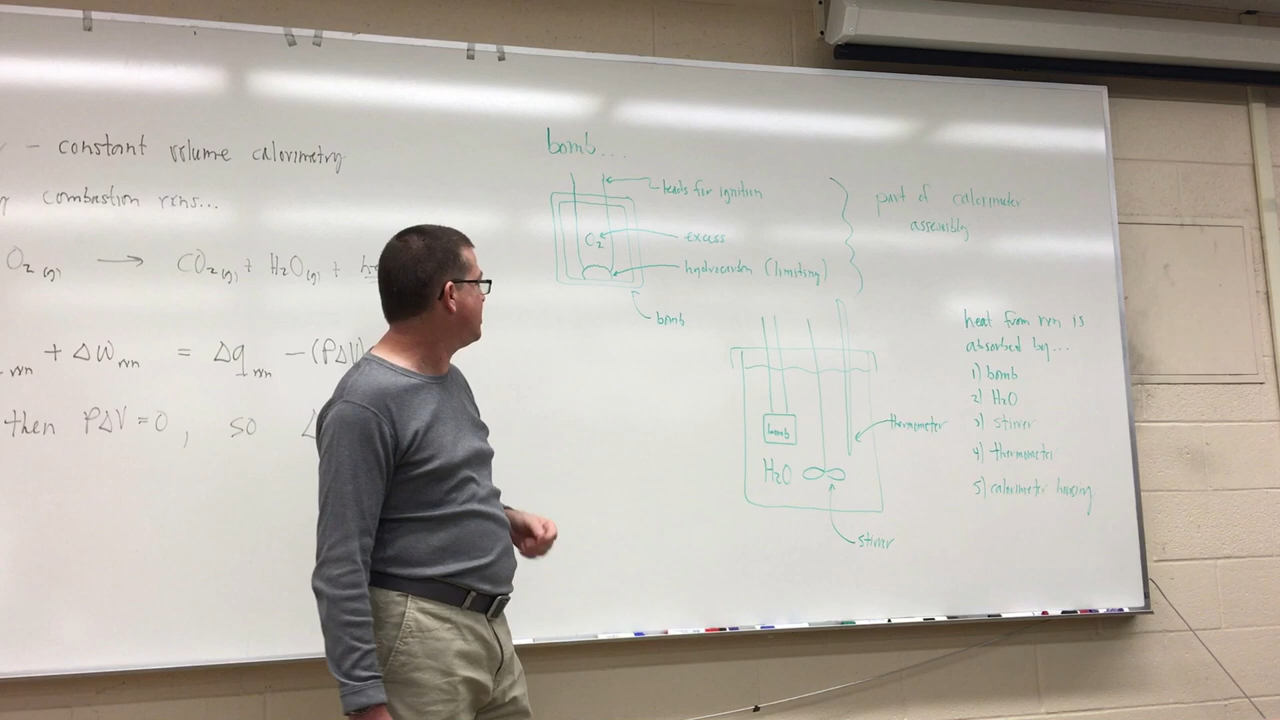 - constant volume calorimetry
combustion rxns...
O₂ (g) → CO₂ (g) + H₂O (g) +
rxn + ΔW rxn = Δq rxn - (PΔV)
then PΔV = 0 , so Δ
bomb...
leads for ignition
O₂
excess
hydrocarbon (limiting)
bomb
part of calorimeter
assembly
bomb
H₂O
thermometer
stirrer
heat from rxn is
absorbed by...
1) bomb
2) H₂O
3) stirrer
4) thermometer
5) calorimeter housing